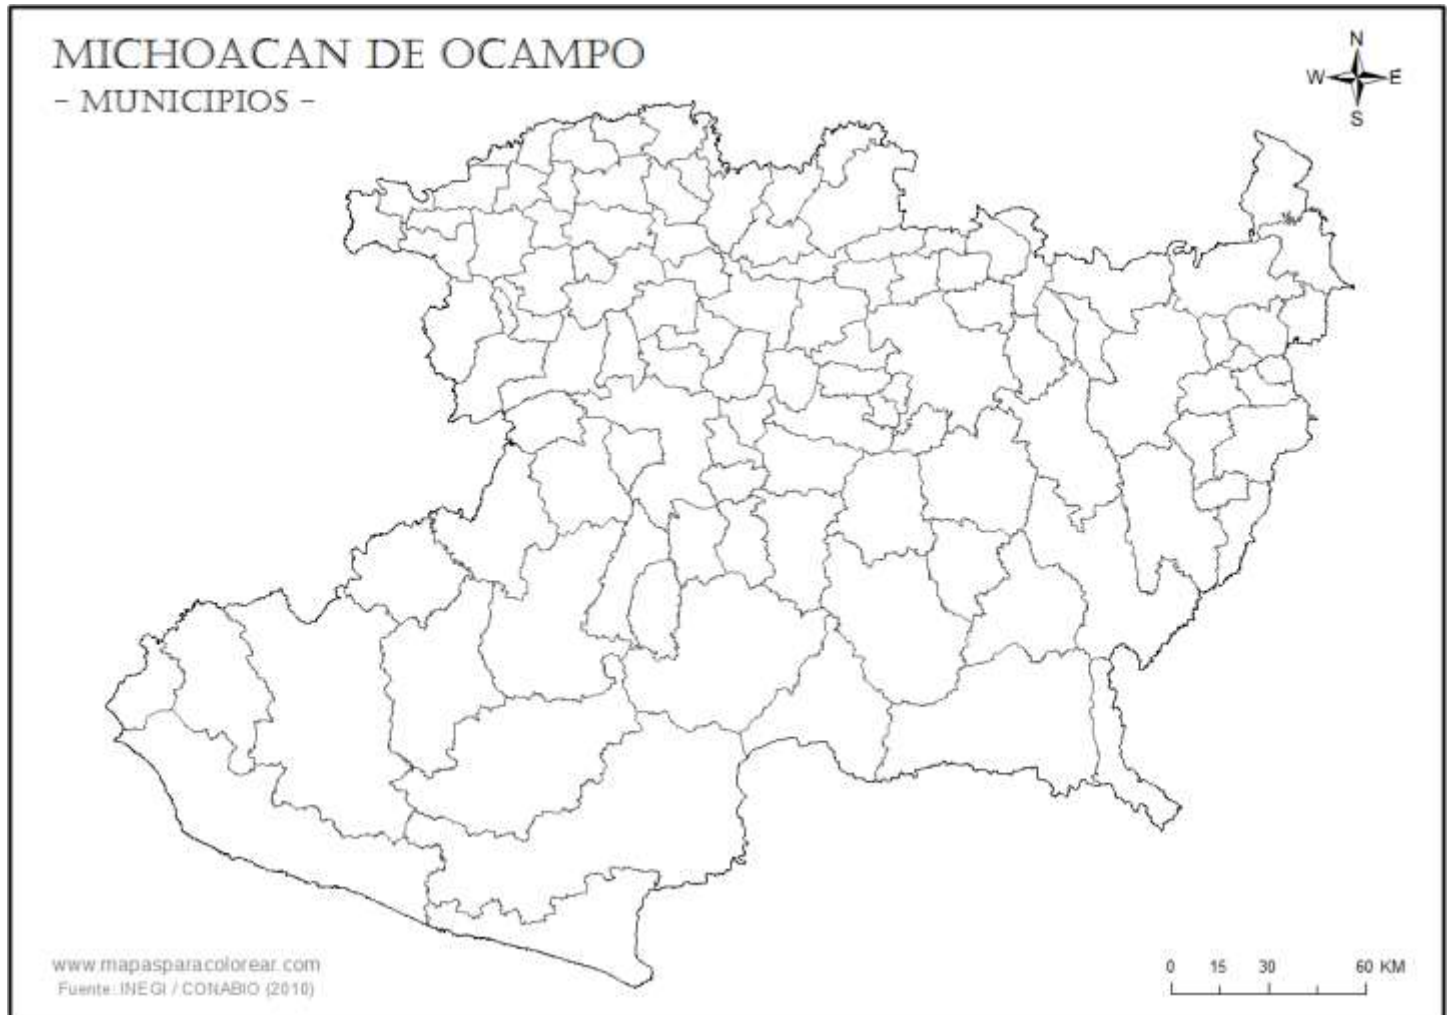 MICHOACAN DE OCAMPO
- MUNICIPIOS -
N
W E
S
www.mapasparacolorear.com
Fuente: INEGI / CONABIO (2010)
0 15 30 60 KM